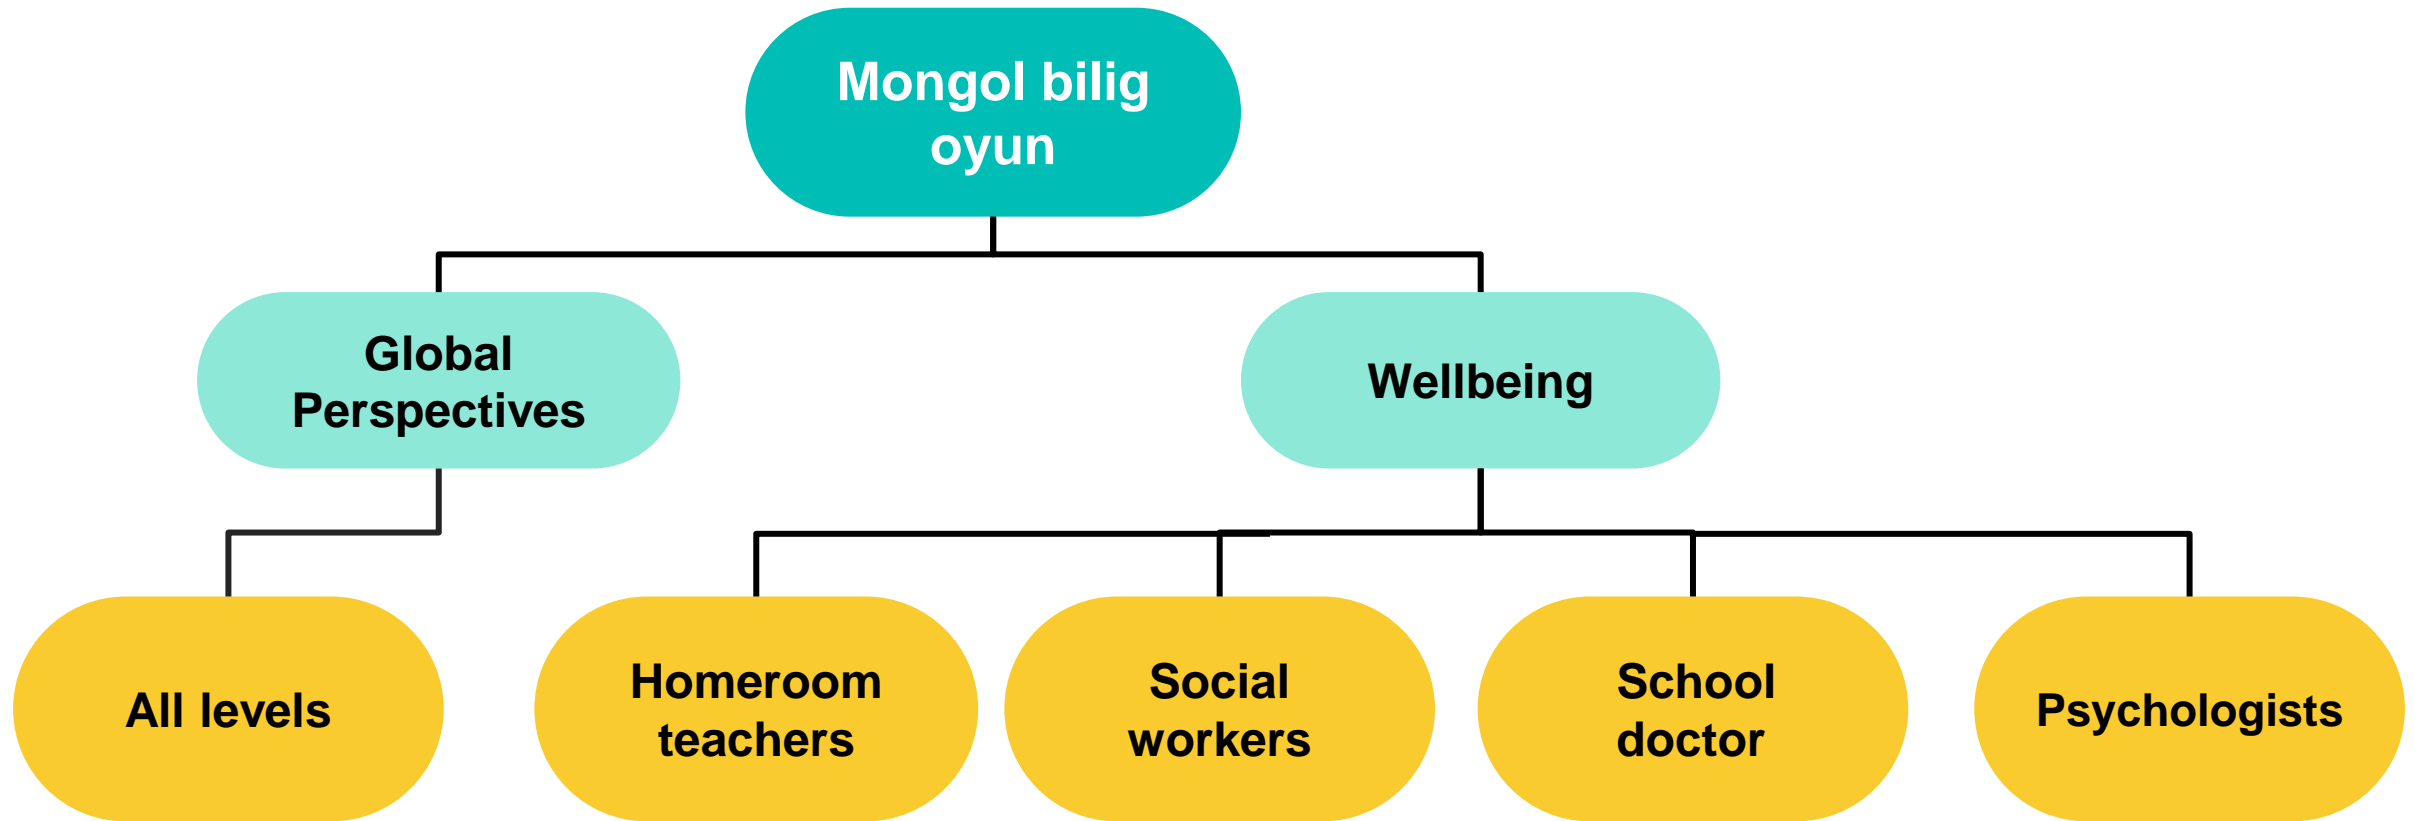 Mongol bilig
oyun
Global
Perspectives
Wellbeing
All levels
Homeroom
teachers
Social
workers
School
doctor
Psychologists